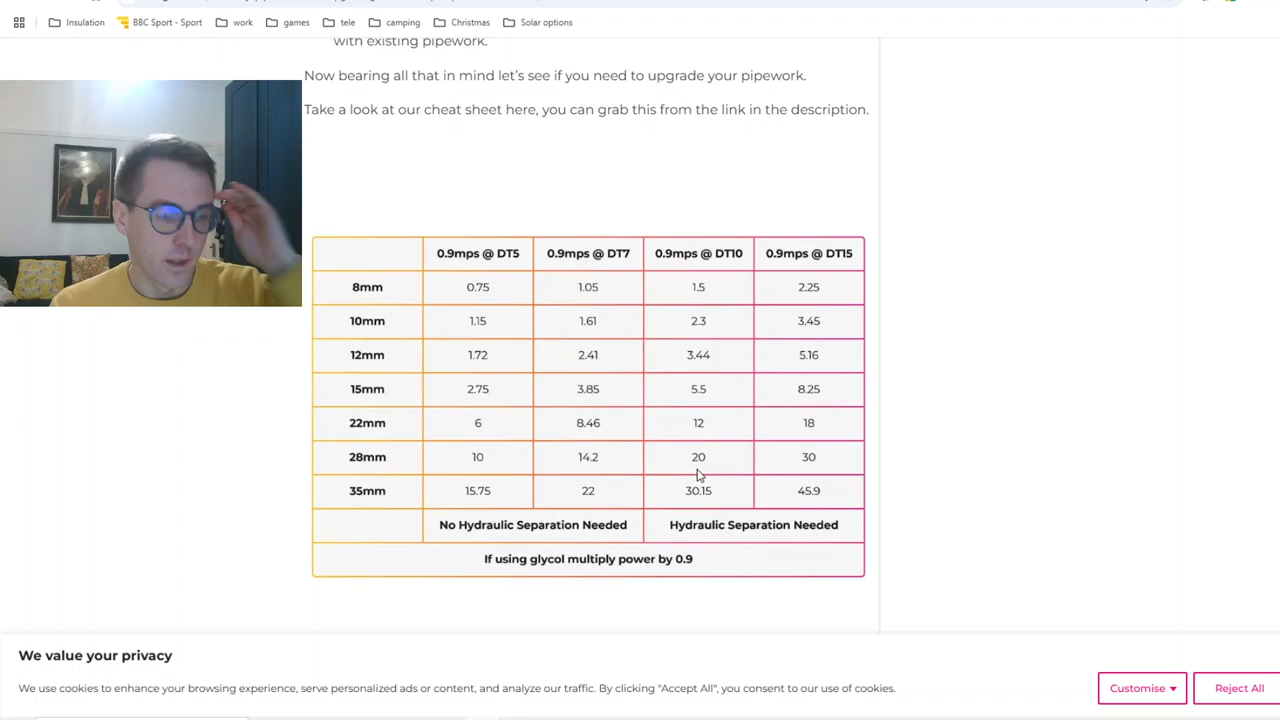 Insulation BBC Sport - Sport work games tele camping Christmas Solar options
with existing pipework.
Now bearing all that in mind let's see if you need to upgrade your pipework.
Take a look at our cheat sheet here, you can grab this from the link in the description.
0.9mps @ DT5 0.9mps @ DT7 0.9mps @ DT10 0.9mps @ DT15
8mm 0.75 1.05 1.5 2.25
10mm 1.15 1.61 2.3 3.45
12mm 1.72 2.41 3.44 5.16
15mm 2.75 3.85 5.5 8.25
22mm 6 8.46 12 18
28mm 10 14.2 20 30
35mm 15.75 22 30.15 45.9
No Hydraulic Separation Needed Hydraulic Separation Needed
If using glycol multiply power by 0.9
We value your privacy
We use cookies to enhance your browsing experience, serve personalized ads or content, and analyze our traffic. By clicking "Accept All", you consent to our use of cookies.
Customise Reject All